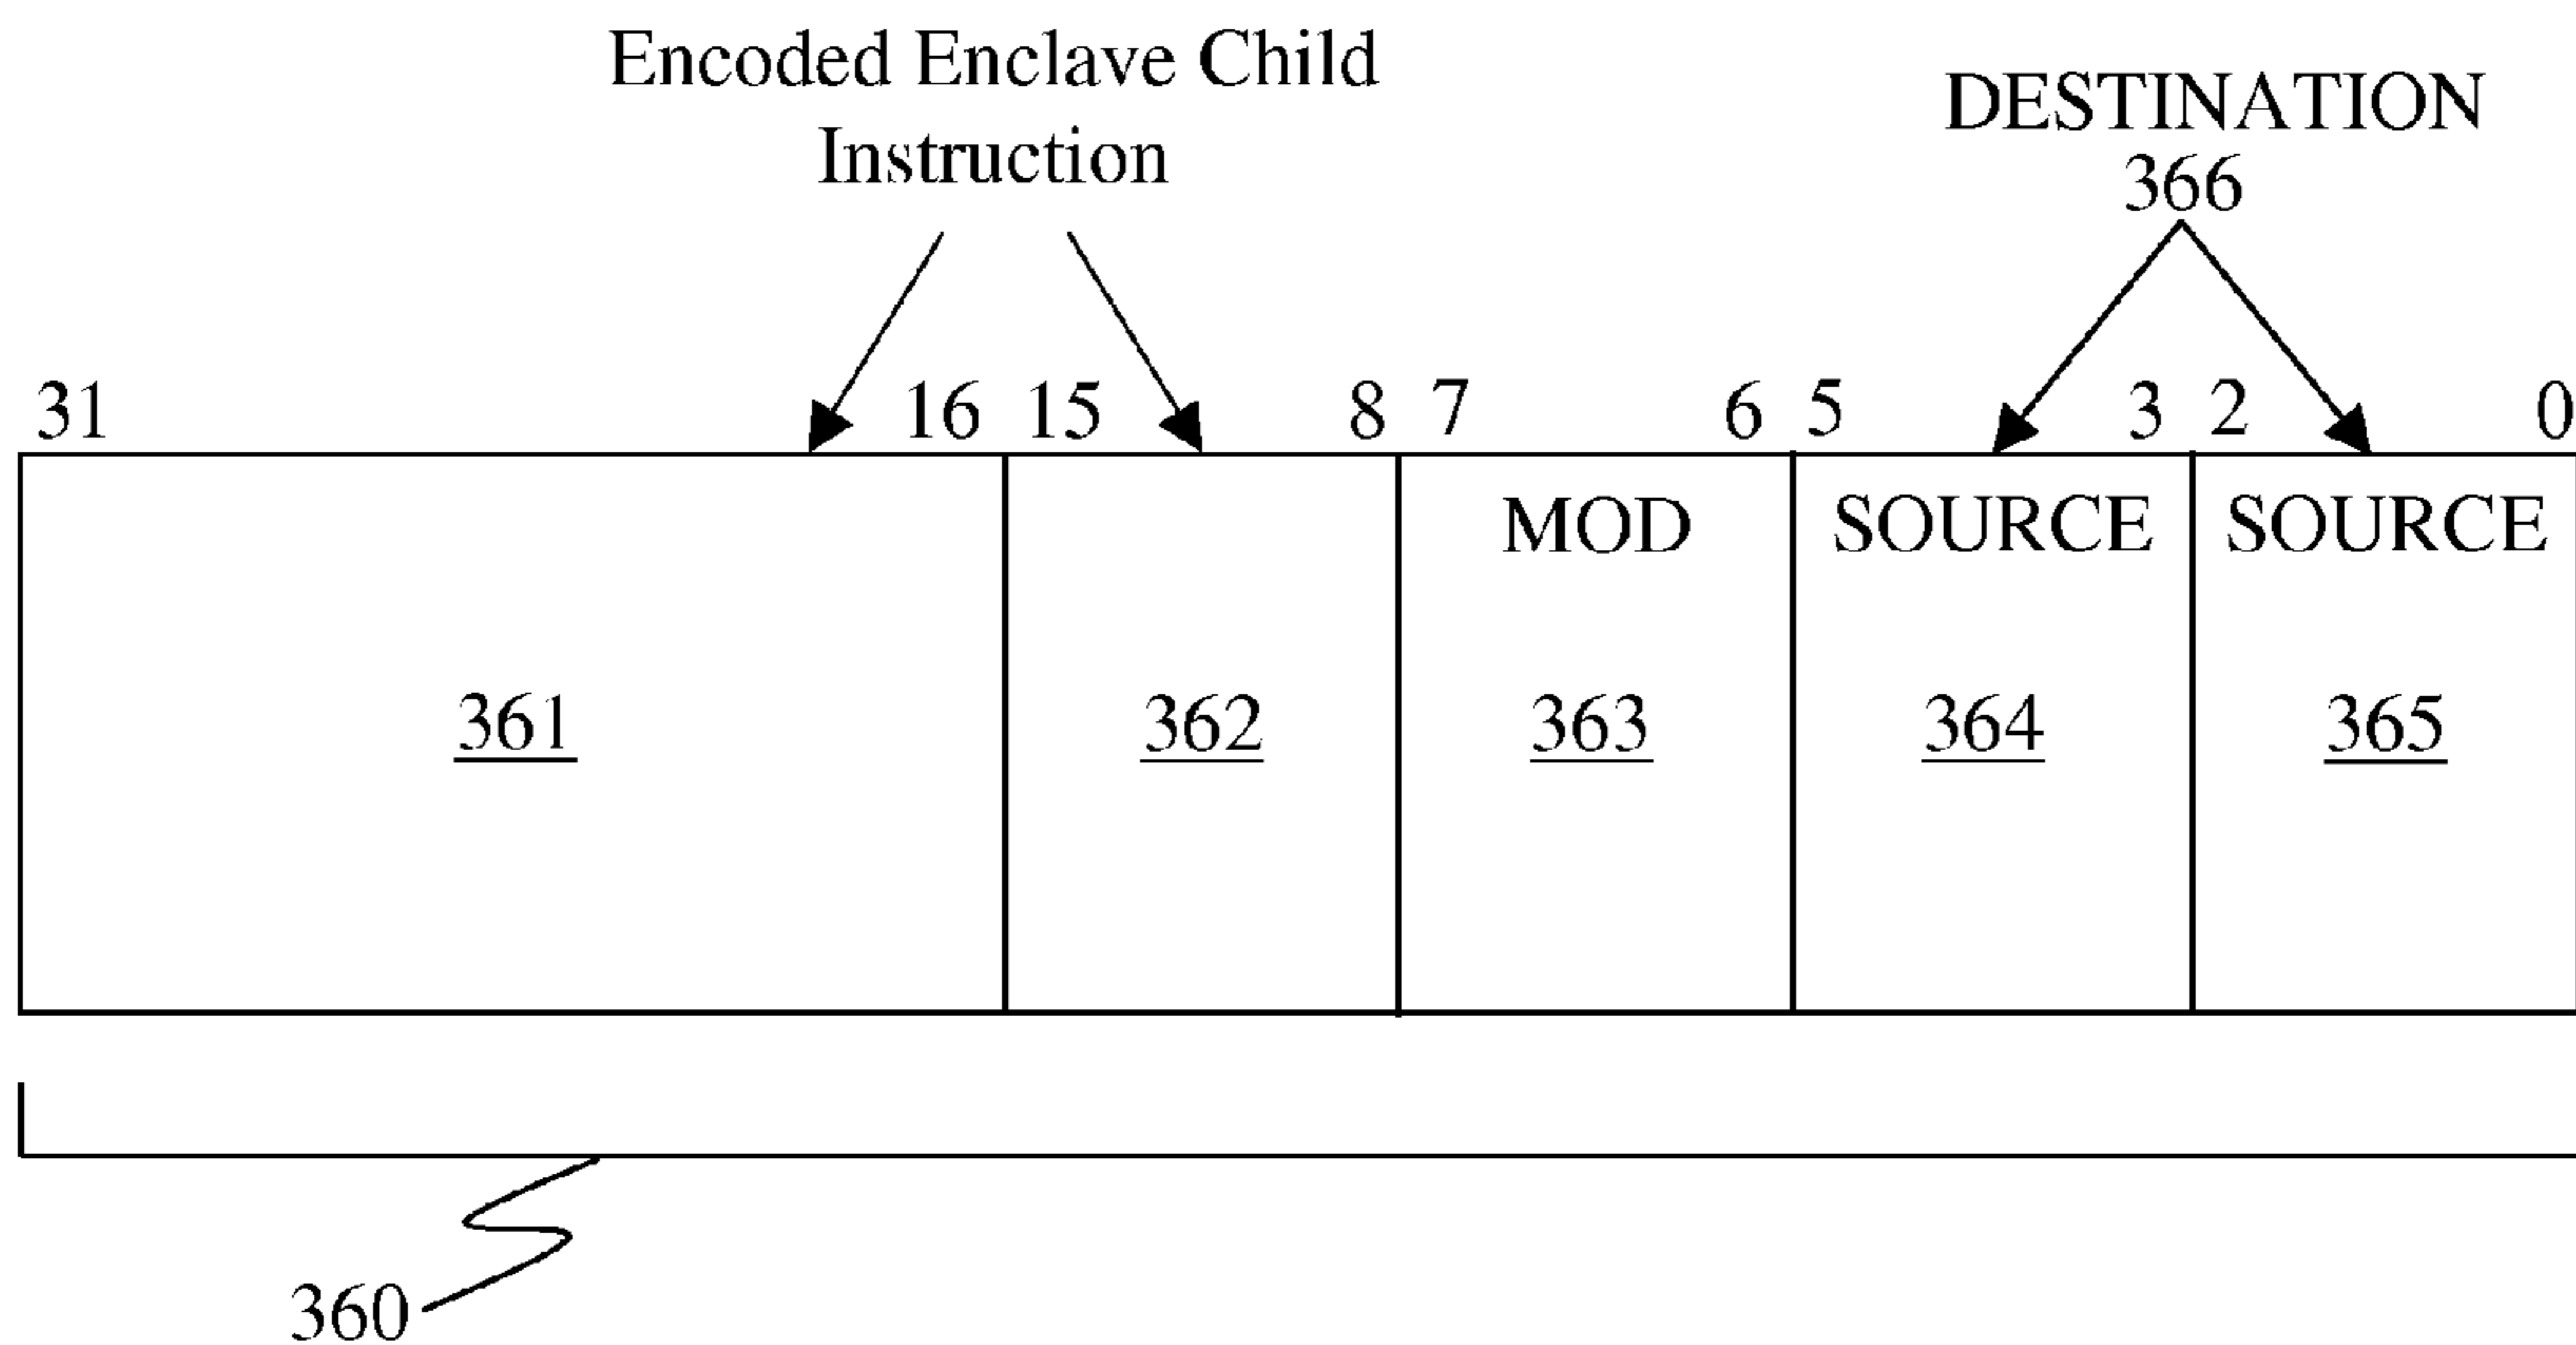 Encoded Enclave Child
Instruction
DESTINATION
366
31 16 15 8 7 6 5 3 2 0
MOD SOURCE SOURCE
361 362 363 364 365
360